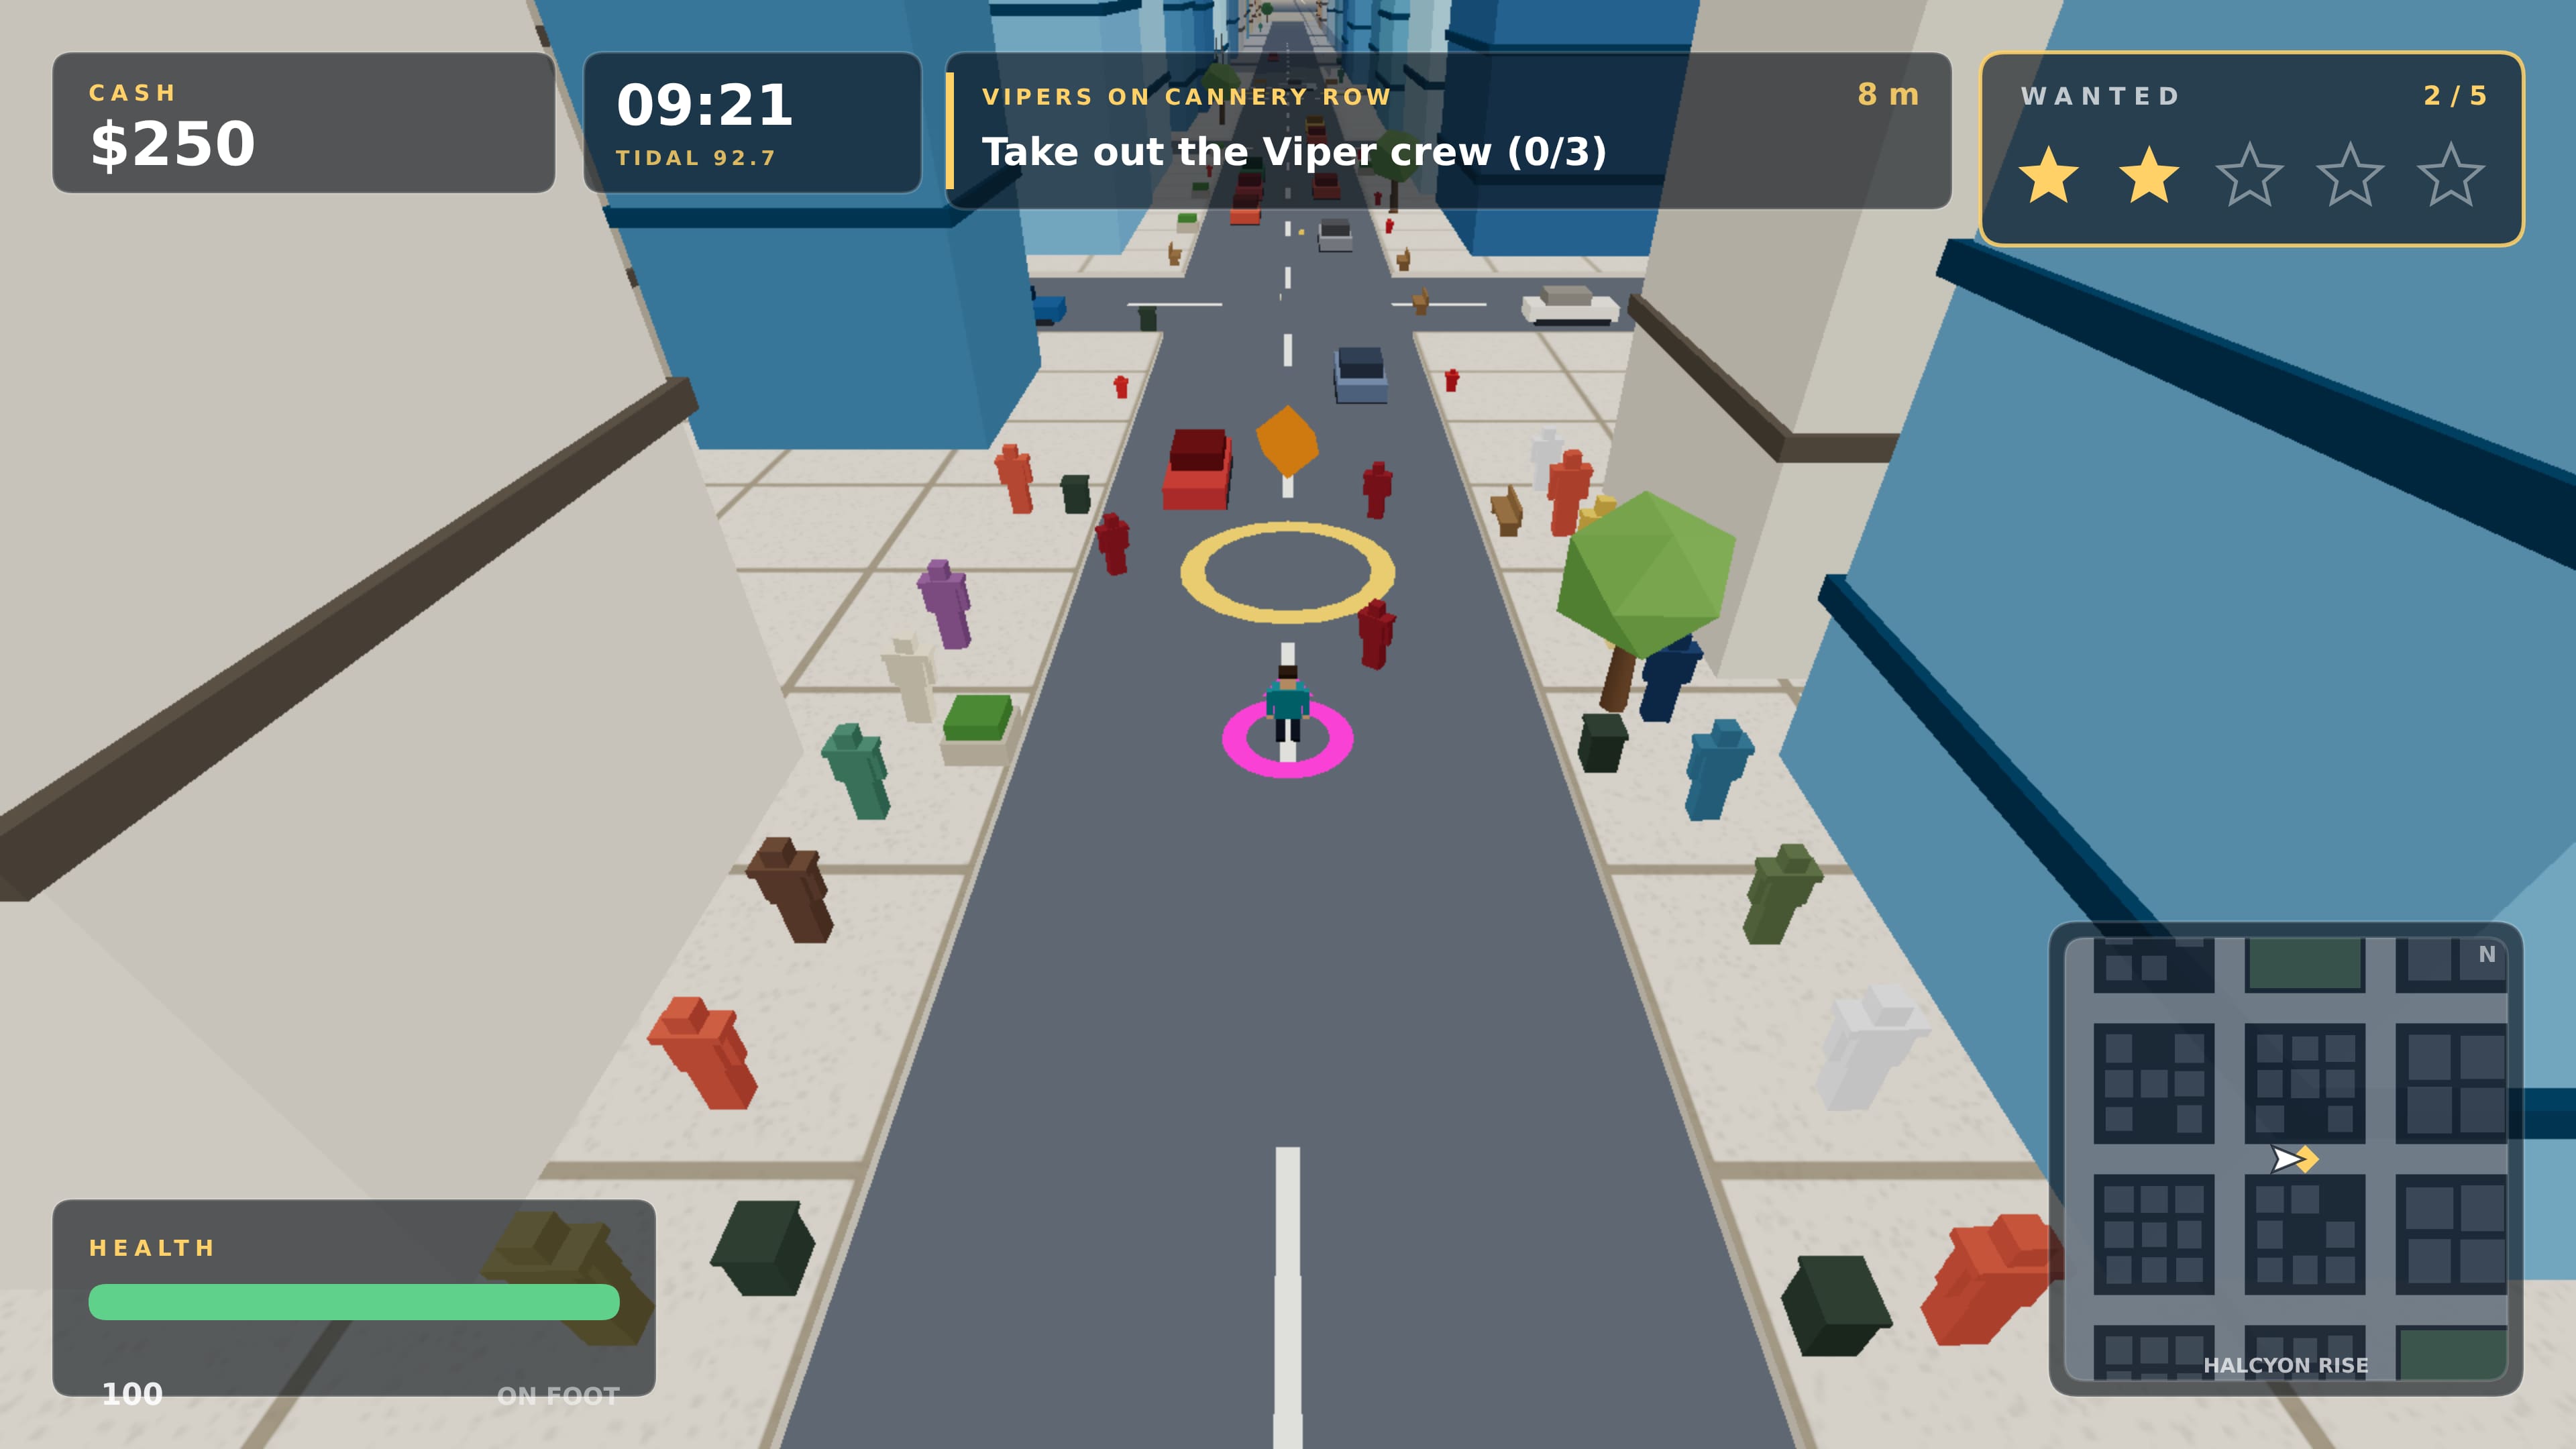 CASH
$250
09:21
TIDAL 92.7
VIPERS ON CANNERY ROW
8 m
Take out the Viper crew (0/3)
WANTED
2 / 5
N
HALCYON RISE
HEALTH
100
ON FOOT